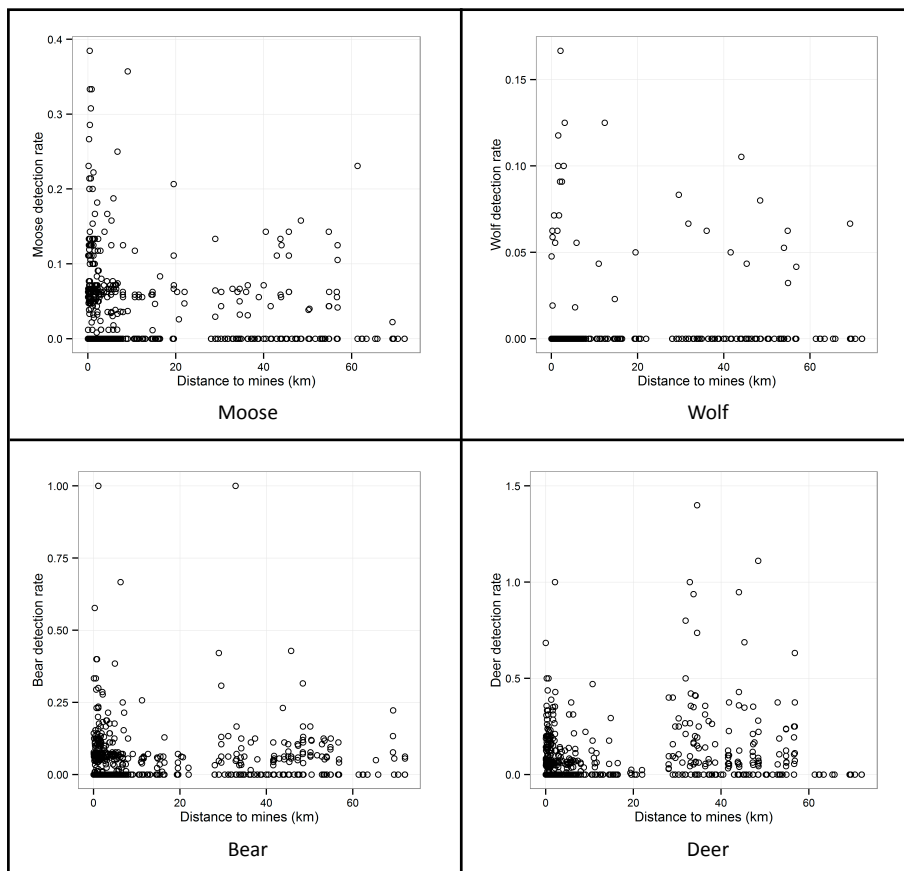 0.4
0.3
0.2
0.1
0.0
Moose detection rate
0 20 40 60
Distance to mines (km)
Moose
0.15
0.10
0.05
0.00
Wolf detection rate
0 20 40 60
Distance to mines (km)
Wolf
1.00
0.75
0.50
0.25
0.00
Bear detection rate
0 20 40 60
Distance to mines (km)
Bear
1.5
1.0
0.5
0.0
Deer detection rate
0 20 40 60
Distance to mines (km)
Deer